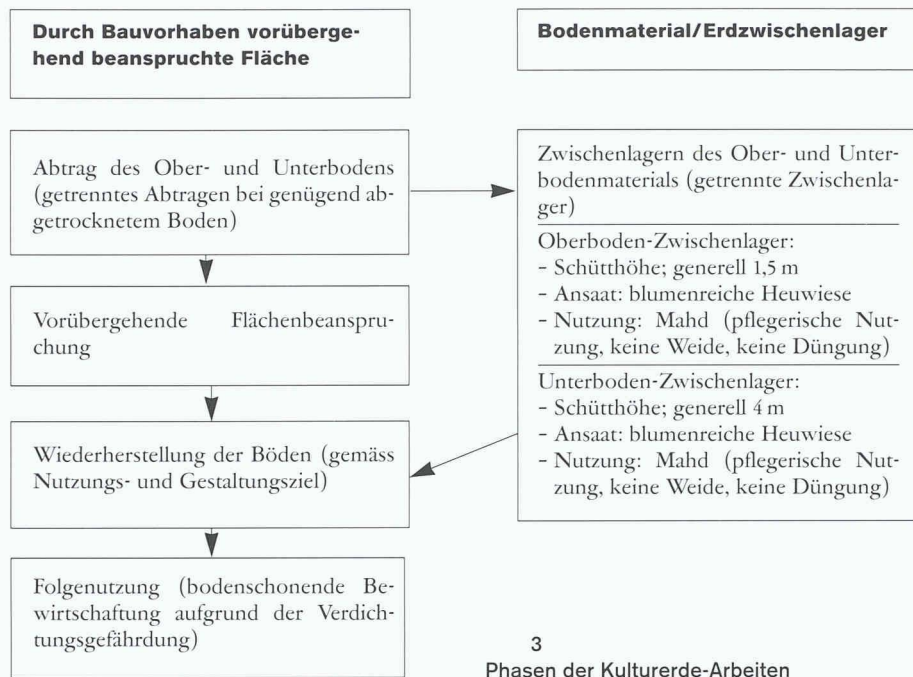 Durch Bauvorhaben vorüberge-
hend beanspruchte Fläche
Abtrag des Ober- und Unterbodens
(getrenntes Abtragen bei genügend ab-
getrocknetem Boden)
Vorübergehende Flächenbeanspru-
chung
Wiederherstellung der Böden (gemäss
Nutzungs- und Gestaltungsziel)
Folgenutzung (bodenschonende Be-
wirtschaftung aufgrund der Verdich-
tungsgefährdung)
Bodenmaterial/Erdzwischenlager
Zwischenlagern des Ober- und Unter-
bodenmaterials (getrennte Zwischenla-
ger)
Oberboden-Zwischenlager:
- Schütthöhe; generell 1,5 m
- Ansaat: blumenreiche Heuwiese
- Nutzung: Mahd (pflegerische Nut-
zung, keine Weide, keine Düngung)
Unterboden-Zwischenlager:
- Schütthöhe; generell 4 m
- Ansaat: blumenreiche Heuwiese
- Nutzung: Mahd (pflegerische Nut-
zung, keine Weide, keine Düngung)
3
Phasen der Kulturerde-Arbeiten